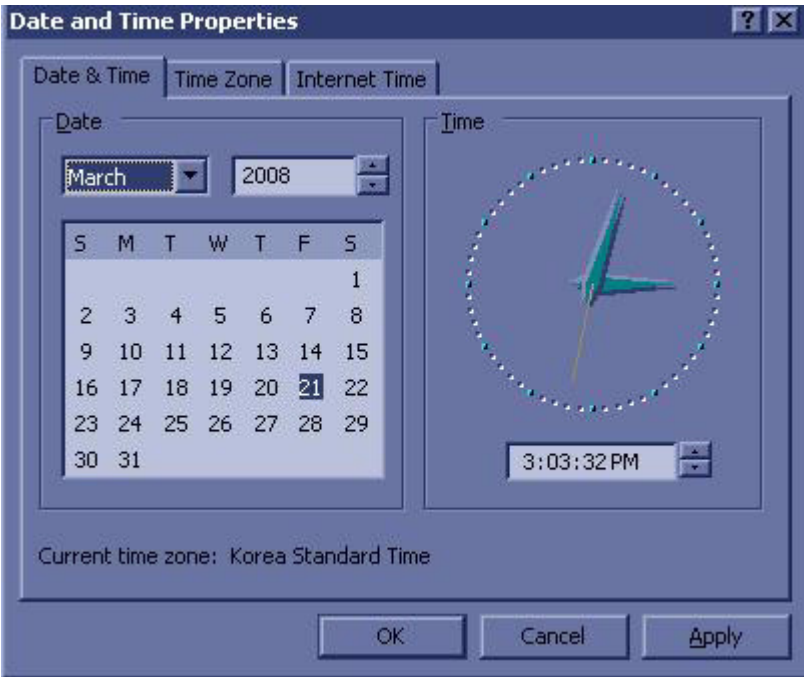 Date and Time Properties
Date & Time Time Zone Internet Time
Date
March 2008
S M T W T F S
1
2 3 4 5 6 7 8
9 10 11 12 13 14 15
16 17 18 19 20 21 22
23 24 25 26 27 28 29
30 31
Time
3:03:32 PM
Current time zone: Korea Standard Time
OK Cancel Apply